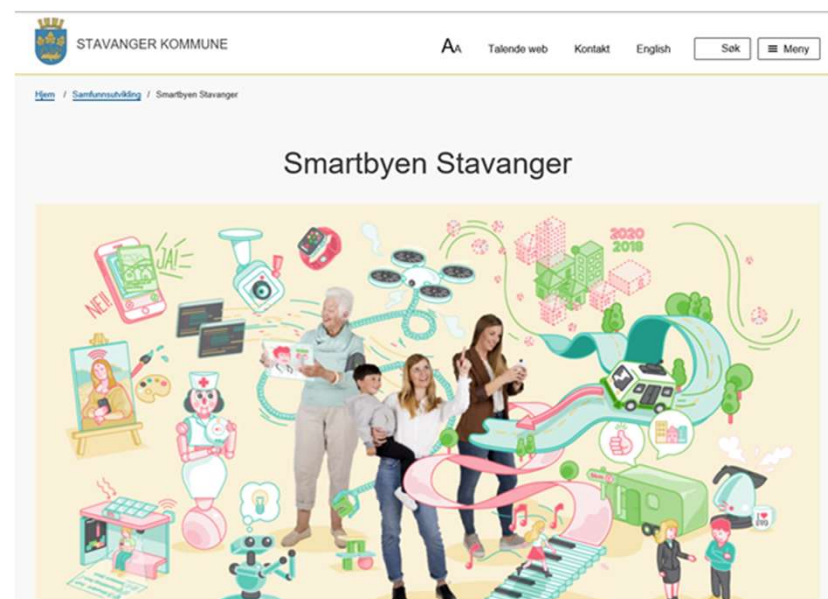 STAVANGER KOMMUNE
AA Talende web Kontakt English Søk Meny
Hjem / Samfunnsutvikling / Smartbyen Stavanger
Smartbyen Stavanger
2020
2018
JA!
NEI!